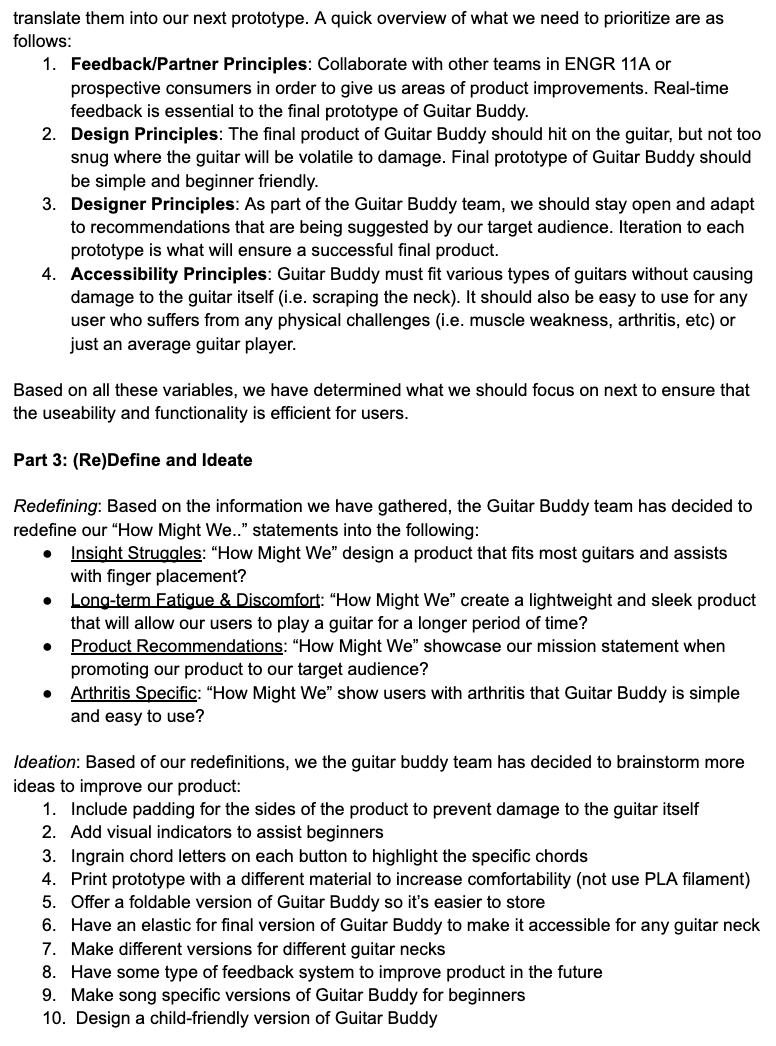 translate them into our next prototype. A quick overview of what we need to prioritize are as
follows:
1. Feedback/Partner Principles: Collaborate with other teams in ENGR 11A or
prospective consumers in order to give us areas of product improvements. Real-time
feedback is essential to the final prototype of Guitar Buddy.
2. Design Principles: The final product of Guitar Buddy should hit on the guitar, but not too
snug where the guitar will be volatile to damage. Final prototype of Guitar Buddy should
be simple and beginner friendly.
3. Designer Principles: As part of the Guitar Buddy team, we should stay open and adapt
to recommendations that are being suggested by our target audience. Iteration to each
prototype is what will ensure a successful final product.
4. Accessibility Principles: Guitar Buddy must fit various types of guitars without causing
damage to the guitar itself (i.e. scraping the neck). It should also be easy to use for any
user who suffers from any physical challenges (i.e. muscle weakness, arthritis, etc) or
just an average guitar player.
Based on all these variables, we have determined what we should focus on next to ensure that
the useability and functionality is efficient for users.
Part 3: (Re)Define and Ideate
Redefining: Based on the information we have gathered, the Guitar Buddy team has decided to
redefine our “How Might We..” statements into the following:
● Insight Struggles: “How Might We” design a product that fits most guitars and assists
with finger placement?
● Long-term Fatigue & Discomfort: “How Might We” create a lightweight and sleek product
that will allow our users to play a guitar for a longer period of time?
● Product Recommendations: “How Might We” showcase our mission statement when
promoting our product to our target audience?
● Arthritis Specific: “How Might We” show users with arthritis that Guitar Buddy is simple
and easy to use?
Ideation: Based of our redefinitions, we the guitar buddy team has decided to brainstorm more
ideas to improve our product:
1. Include padding for the sides of the product to prevent damage to the guitar itself
2. Add visual indicators to assist beginners
3. Ingrain chord letters on each button to highlight the specific chords
4. Print prototype with a different material to increase comfortability (not use PLA filament)
5. Offer a foldable version of Guitar Buddy so it’s easier to store
6. Have an elastic for final version of Guitar Buddy to make it accessible for any guitar neck
7. Make different versions for different guitar necks
8. Have some type of feedback system to improve product in the future
9. Make song specific versions of Guitar Buddy for beginners
10. Design a child-friendly version of Guitar Buddy